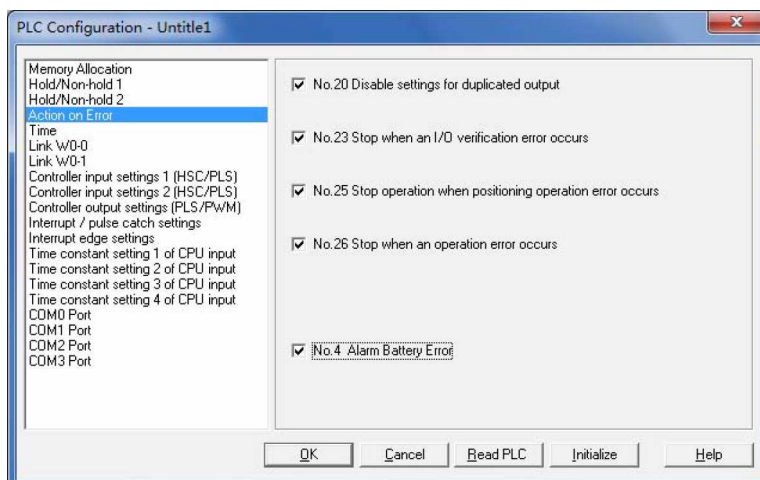 PLC Configuration - Untitle1
Memory Allocation
Hold/Non-hold 1
Hold/Non-hold 2
Action on Error
Time
Link W0-0
Link W0-1
Controller input settings 1 (HSC/PLS)
Controller input settings 2 (HSC/PLS)
Controller output settings (PLS/PWM)
Interrupt / pulse catch settings
Interrupt edge settings
Time constant setting 1 of CPU input
Time constant setting 2 of CPU input
Time constant setting 3 of CPU input
Time constant setting 4 of CPU input
COM0 Port
COM1 Port
COM2 Port
COM3 Port
No.20 Disable settings for duplicated output
No.23 Stop when an I/O verification error occurs
No.25 Stop operation when positioning operation error occurs
No.26 Stop when an operation error occurs
No.4 Alarm Battery Error
OK Cancel Read PLC Initialize Help